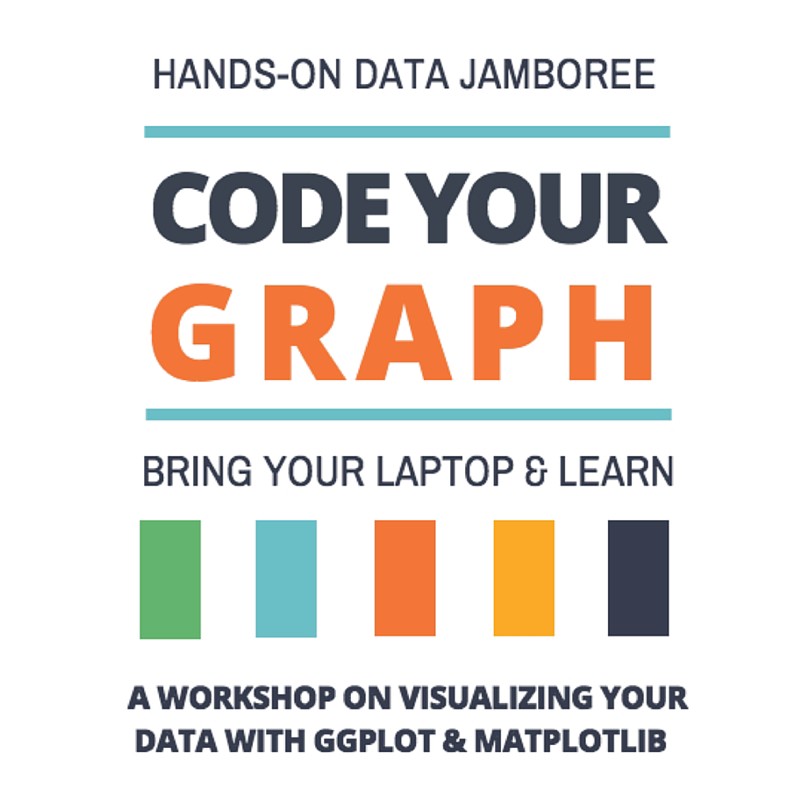 HANDS-ON DATA JAMBOREE
CODE YOUR
GRAPH
BRING YOUR LAPTOP & LEARN
A WORKSHOP ON VISUALIZING YOUR
DATA WITH GGPLOT & MATPLOTLIB